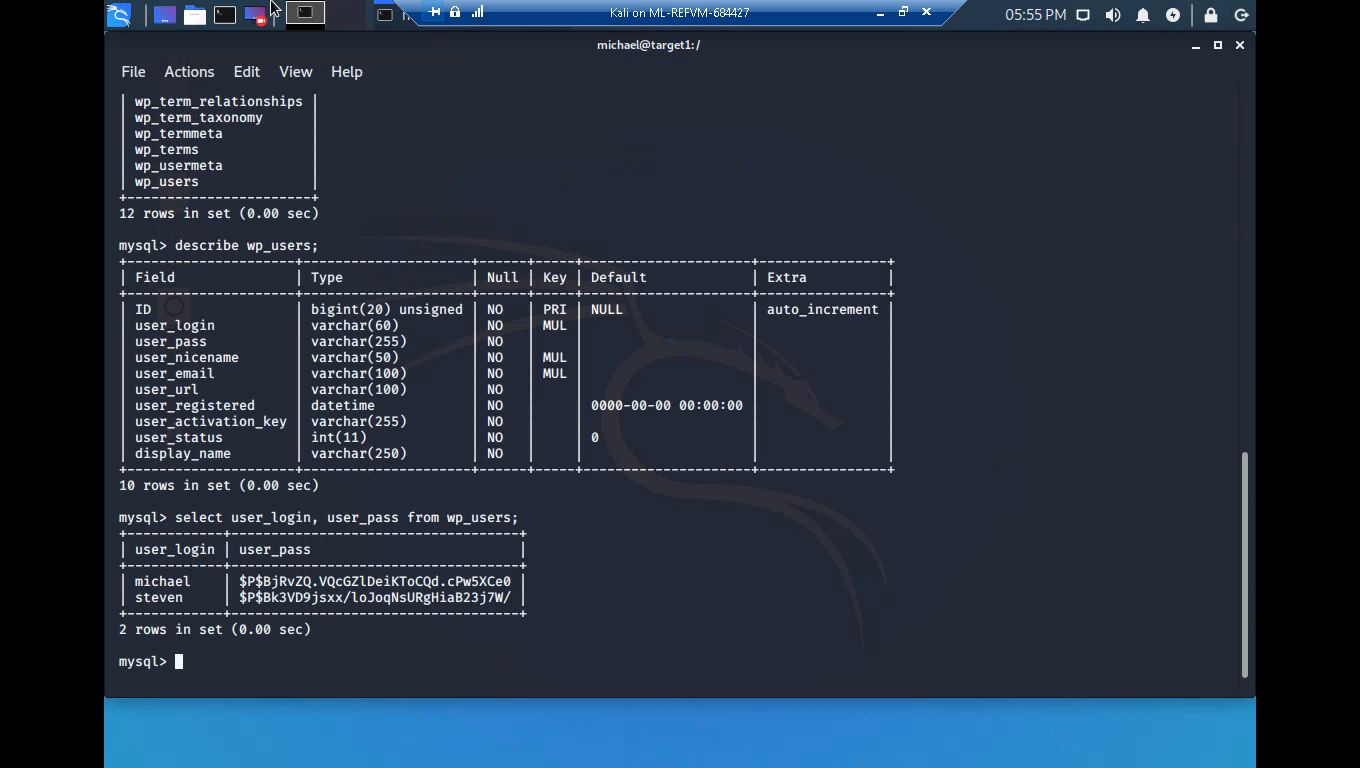 Kali on ML-REFVM-684427
05:55 PM
michael@target1:/
File Actions Edit View Help
| wp_term_relationships |
| wp_term_taxonomy |
| wp_termmeta |
| wp_terms |
| wp_usermeta |
| wp_users |
+-----------------------+
12 rows in set (0.00 sec)
mysql> describe wp_users;
+---------------------+---------------------+------+-----+---------------------+----------------+
| Field | Type | Null | Key | Default | Extra |
+---------------------+---------------------+------+-----+---------------------+----------------+
| ID | bigint(20) unsigned | NO | PRI | NULL | auto_increment |
| user_login | varchar(60) | NO | MUL | | |
| user_pass | varchar(255) | NO | | | |
| user_nicename | varchar(50) | NO | MUL | | |
| user_email | varchar(100) | NO | MUL | | |
| user_url | varchar(100) | NO | | | |
| user_registered | datetime | NO | | 0000-00-00 00:00:00 | |
| user_activation_key | varchar(255) | NO | | | |
| user_status | int(11) | NO | | 0 | |
| display_name | varchar(250) | NO | | | |
+---------------------+---------------------+------+-----+---------------------+----------------+
10 rows in set (0.00 sec)
mysql> select user_login, user_pass from wp_users;
+------------+------------------------------------+
| user_login | user_pass |
+------------+------------------------------------+
| michael | $P$BjRvZQ.VQcGZlDeiKToCQd.cPw5XCe0 |
| steven | $P$Bk3VD9jsxx/loJoqNsURgHiaB23j7W/ |
+------------+------------------------------------+
2 rows in set (0.00 sec)
mysql>